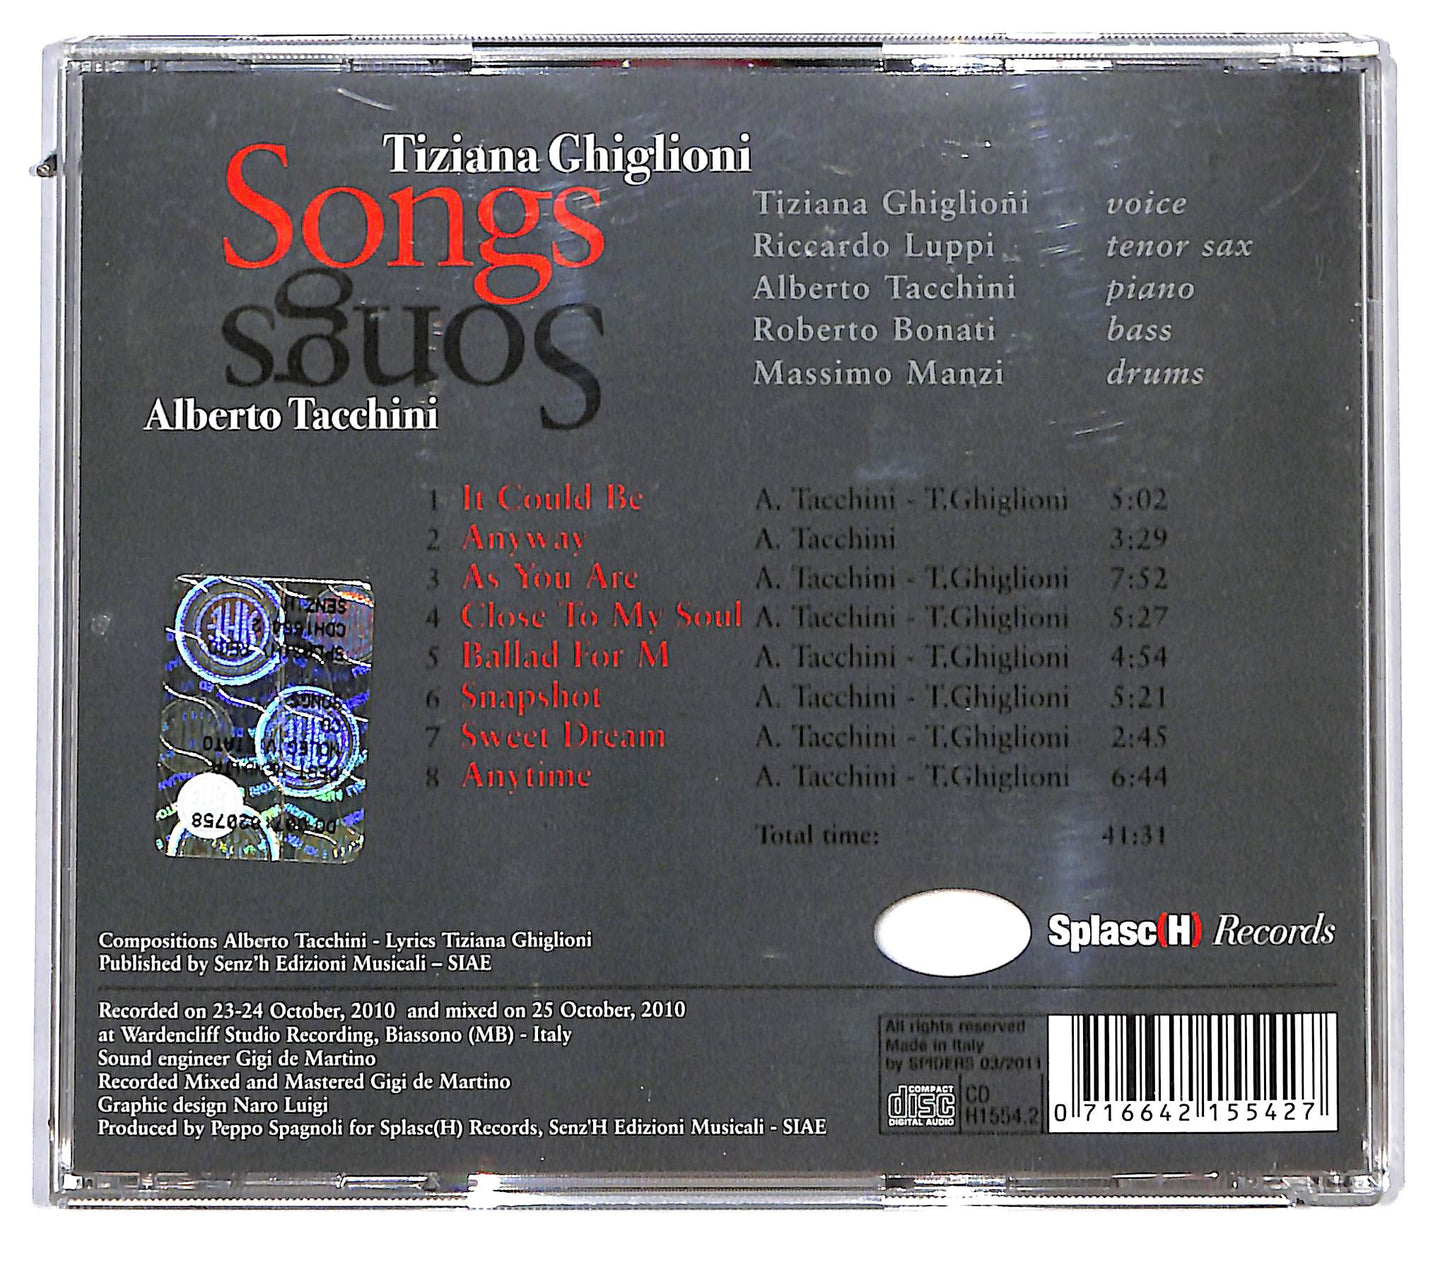 Tiziana Ghiglioni
Songs
Songs
Alberto Tacchini
Tiziana Ghiglioni voice
Riccardo Luppi tenor sax
Alberto Tacchini piano
Roberto Bonati bass
Massimo Manzi drums
1 It Could Be A. Tacchini - T.Ghiglioni 5:02
2 Anyway A. Tacchini 3:29
3 As You Are A. Tacchini - T.Ghiglioni 7:52
4 Close To My Soul A. Tacchini - T.Ghiglioni 5:27
5 Ballad For M A. Tacchini - T.Ghiglioni 4:54
6 Snapshot A. Tacchini - T.Ghiglioni 5:21
7 Sweet Dream A. Tacchini - T.Ghiglioni 2:45
8 Anytime A. Tacchini - T.Ghiglioni 6:44
Total time: 41:31
Splasc(H) Records
Compositions Alberto Tacchini - Lyrics Tiziana Ghiglioni
Published by Senz'h Edizioni Musicali – SIAE
Recorded on 23-24 October, 2010 and mixed on 25 October, 2010
at Wardencliff Studio Recording, Biassono (MB) - Italy
Sound engineer Gigi de Martino
Recorded Mixed and Mastered Gigi de Martino
Graphic design Naro Luigi
Produced by Peppo Spagnoli for Splasc(H) Records, Senz'H Edizioni Musicali - SIAE
All rights reserved
Made in Italy
by SPIDERS 03/2011
COMPACT
disc
DIGITAL AUDIO
CD
H1554.2
0 716642 155427